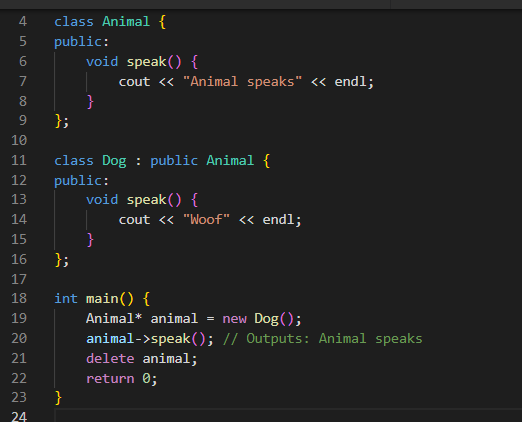 4 class Animal {
5 public:
6     void speak() {
7         cout << "Animal speaks" << endl;
8     }
9 };
10
11 class Dog : public Animal {
12 public:
13     void speak() {
14         cout << "Woof" << endl;
15     }
16 };
17
18 int main() {
19     Animal* animal = new Dog();
20     animal->speak(); // Outputs: Animal speaks
21     delete animal;
22     return 0;
23 }
24